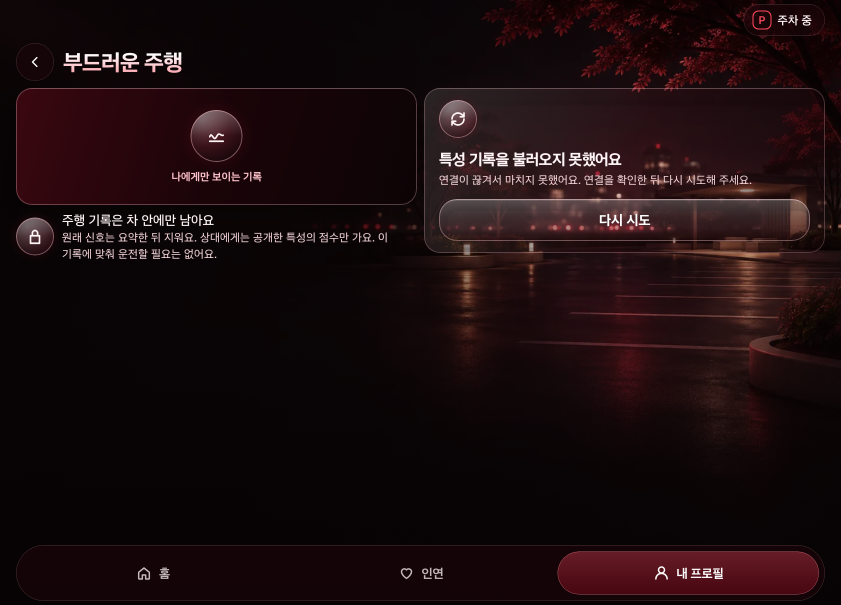 P 주차 중
부드러운 주행
나에게만 보이는 기록
주행 기록은 차 안에만 남아요
원래 신호는 요약한 뒤 지워요. 상대에게는 공개한 특성의 점수만 가요. 이
기록에 맞춰 운전할 필요는 없어요.
특성 기록을 불러오지 못했어요
연결이 끊겨서 마치지 못했어요. 연결을 확인한 뒤 다시 시도해 주세요.
다시 시도
홈
인연
내 프로필